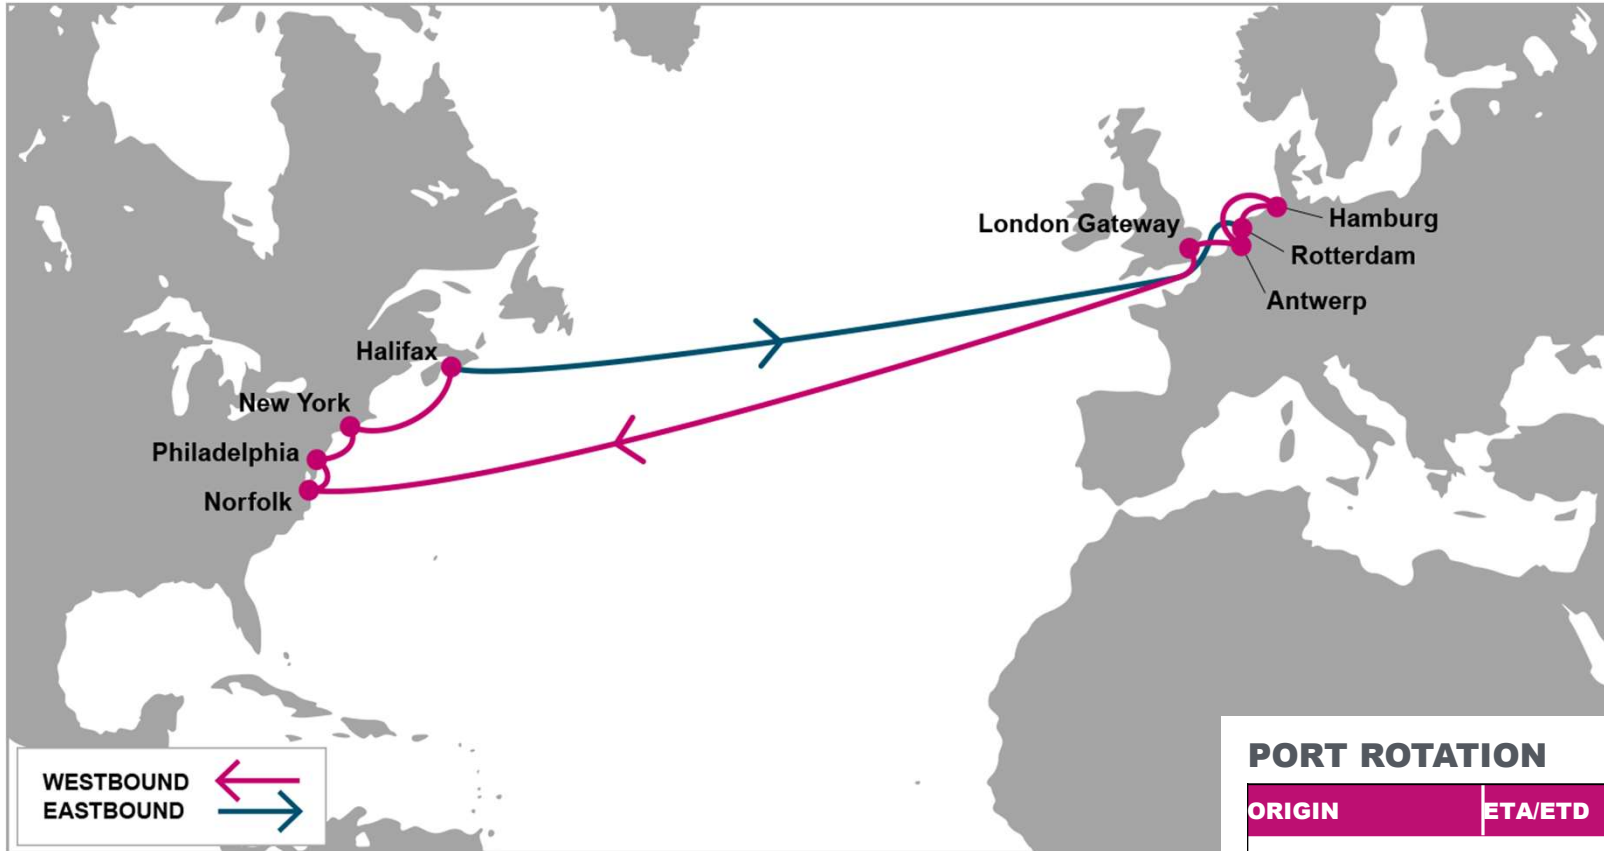 London Gateway
Hamburg
Rotterdam
Antwerp
Halifax
New York
Philadelphia
Norfolk
WESTBOUND
EASTBOUND
PORT ROTATION
ORIGIN ETA/ETD